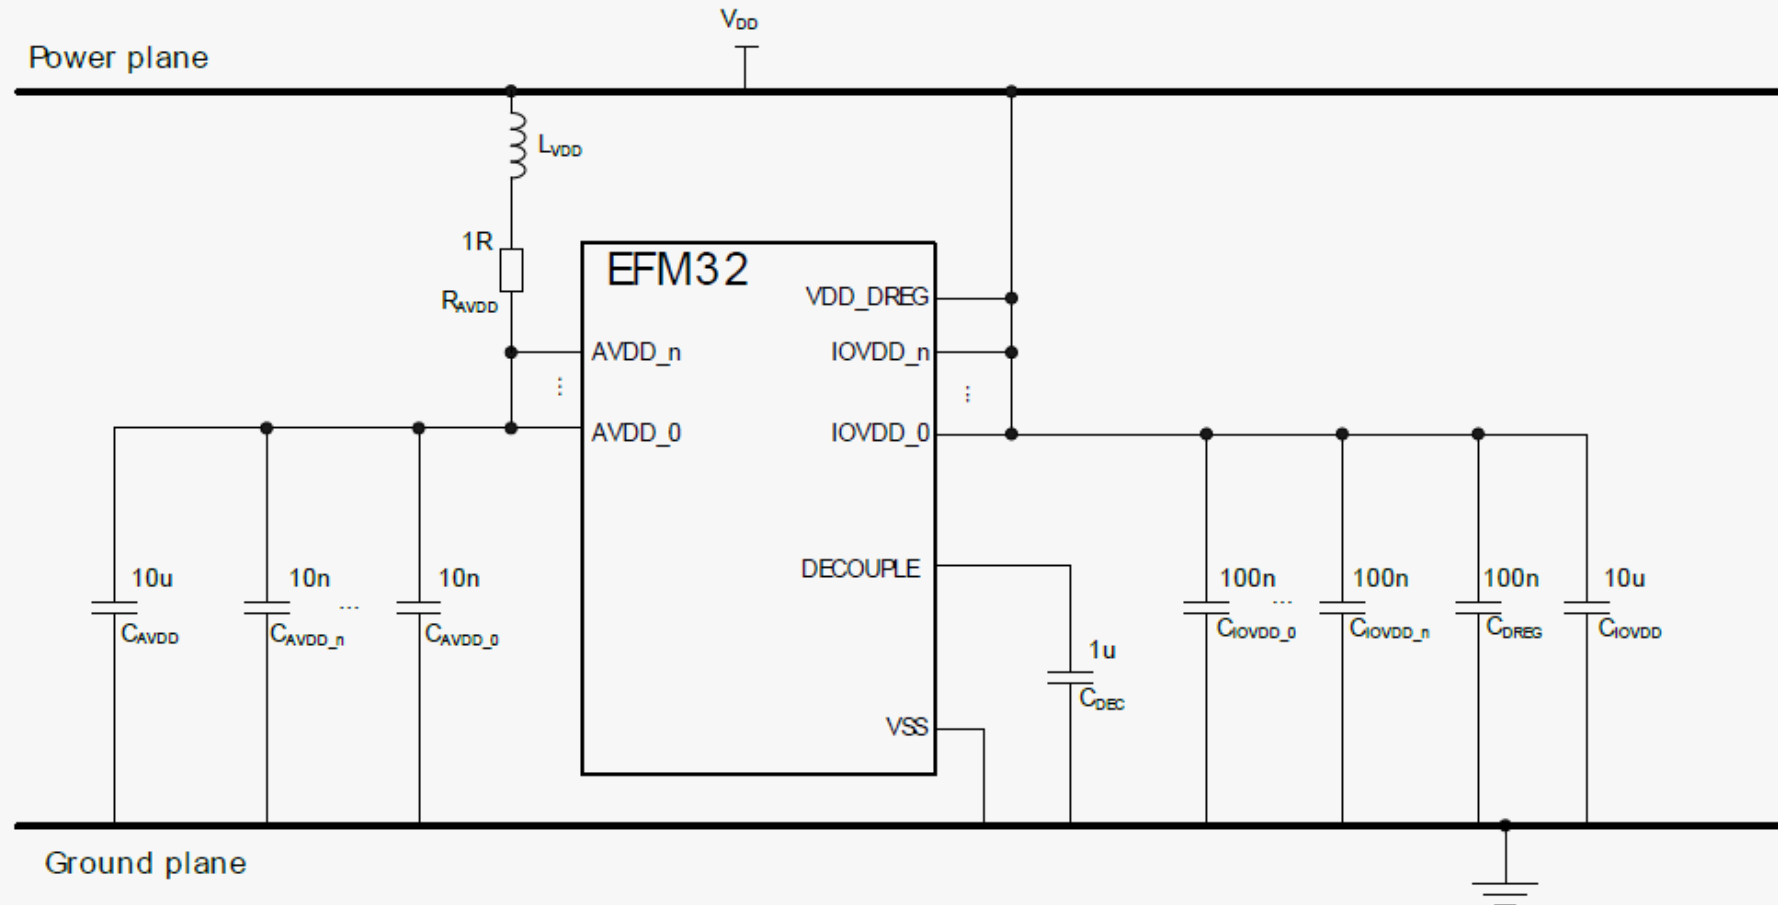 VDD
Power plane
LVDD
1R
RAVDD
EFM32
VDD_DREG
AVDD_n
IOVDD_n
...
...
AVDD_0
IOVDD_0
DECOUPLE
10u
10n
10n
100n
100n
100n
10u
...
...
CAVDD
CAVDD_n
CAVDD_0
CIOVDD_0
CIOVDD_n
CDREG
CIOVDD
1u
CDEC
VSS
Ground plane